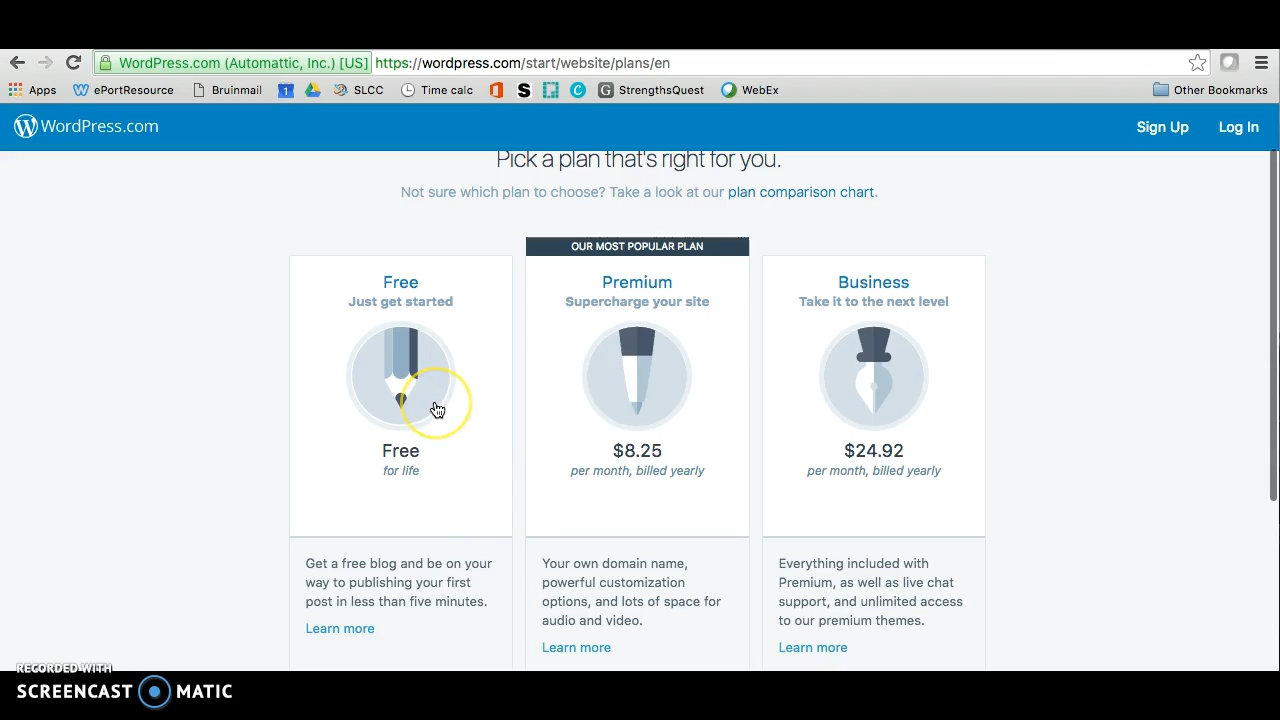 WordPress.com (Automattic, Inc.) [US] https://wordpress.com/start/website/plans/en
Apps ePortResource Bruinmail 1 SLCC Time calc S C G StrengthsQuest WebEx Other Bookmarks
WordPress.com Sign Up Log In
Pick a plan that's right for you.
Not sure which plan to choose? Take a look at our plan comparison chart.
OUR MOST POPULAR PLAN
Free
Just get started
Free
for life
Get a free blog and be on your
way to publishing your first
post in less than five minutes.
Learn more
Premium
Supercharge your site
$8.25
per month, billed yearly
Your own domain name,
powerful customization
options, and lots of space for
audio and video.
Learn more
Business
Take it to the next level
$24.92
per month, billed yearly
Everything included with
Premium, as well as live chat
support, and unlimited access
to our premium themes.
Learn more
RECORDED WITH
SCREENCAST MATIC